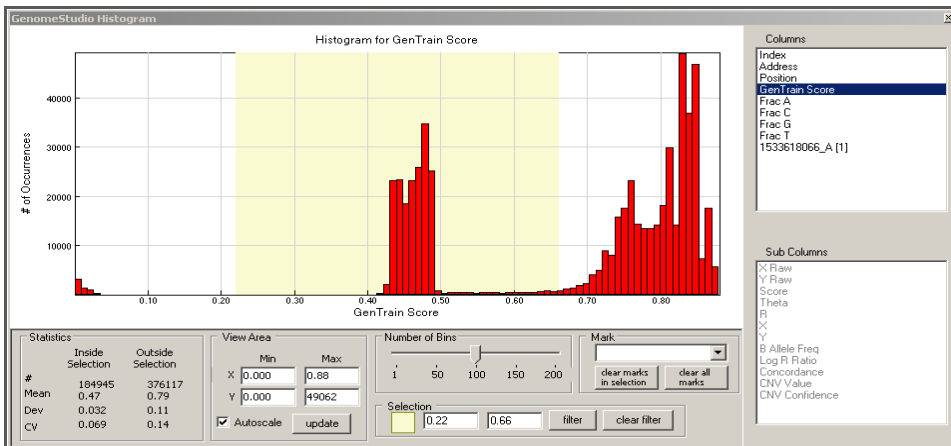 GenomeStudio Histogram
Histogram for GenTrain Score
# of Occurrences
40000
30000
20000
10000
0.10 0.20 0.30 0.40 0.50 0.60 0.70 0.80
GenTrain Score
Columns
Index
Address
Position
GenTrain Score
Frac A
Frac C
Frac G
Frac T
1533618066_A [1]
Sub Columns
X Raw
Y Raw
Score
Theta
R
X
Y
B Allele Freq
Log R Ratio
Concordance
CNV Value
CNV Confidence
Statistics
Inside Selection Outside Selection
# 184945 376117
Mean 0.47 0.79
Dev 0.032 0.11
CV 0.069 0.14
View Area
Min Max
X 0.000 0.88
Y 0.000 49062
Autoscale update
Number of Bins
1 50 100 150 200
Mark
clear marks in selection clear all marks
Selection
0.22 0.66 filter clear filter